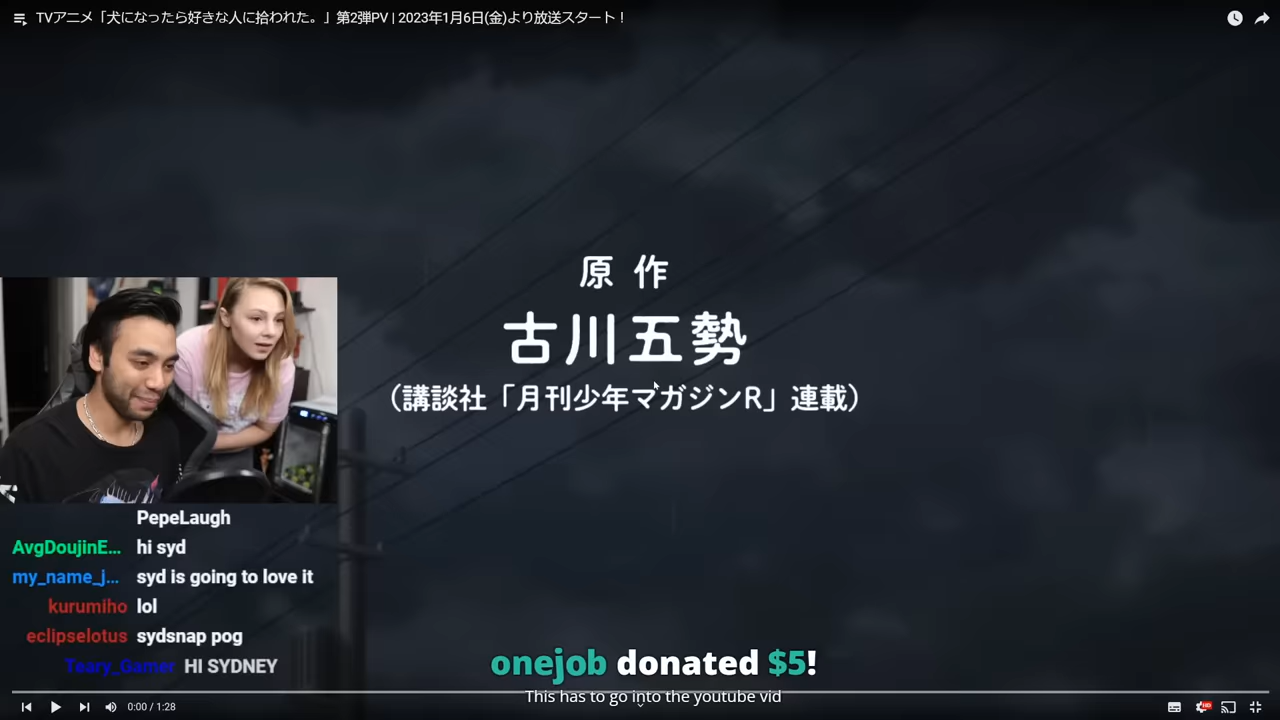 TVアニメ「犬になったら好きな人に拾われた。」第2弾PV | 2023年1月6日(金)より放送スタート！
原作
古川五勢
（講談社「月刊少年マガジンR」連載）
PepeLaugh
AvgDoujinE... hi syd
my_name_j... syd is going to love it
kurumiho lol
eclipselotus sydsnap pog
Teary_Gamer HI SYDNEY
onejob donated $5!
This has to go into the youtube vid
0:00 / 1:28
HD